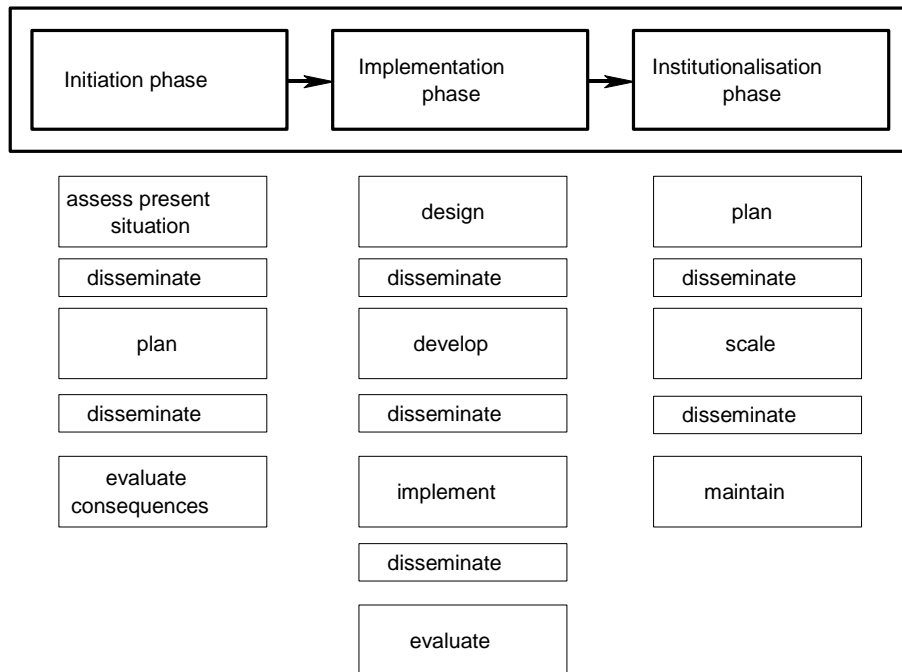 Initiation phase
Implementation
phase
Institutionalisation
phase
assess present
situation
disseminate
plan
disseminate
evaluate
consequences
design
disseminate
develop
disseminate
implement
disseminate
evaluate
plan
disseminate
scale
disseminate
maintain